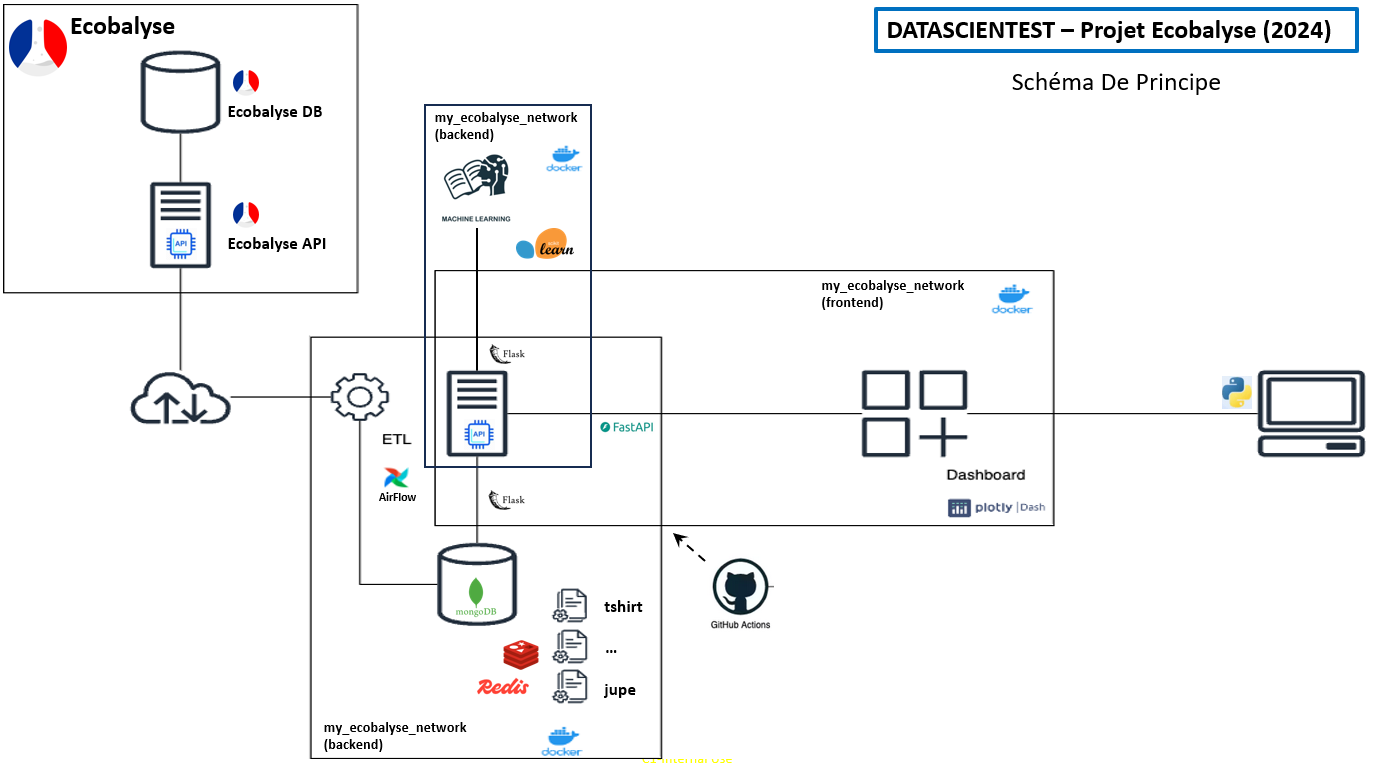 Ecobalyse
DATASCIENTEST – Projet Ecobalyse (2024)
Schéma De Principe
Ecobalyse DB
API
Ecobalyse API
my_ecobalyse_network
(backend)
docker
MACHINE LEARNING
learn
my_ecobalyse_network
(frontend)
docker
Flask
API
FastAPI
ETL
AirFlow
Flask
Dashboard
plotly | Dash
mongoDB
GitHub Actions
tshirt
...
Redis
jupe
my_ecobalyse_network
(backend)
docker